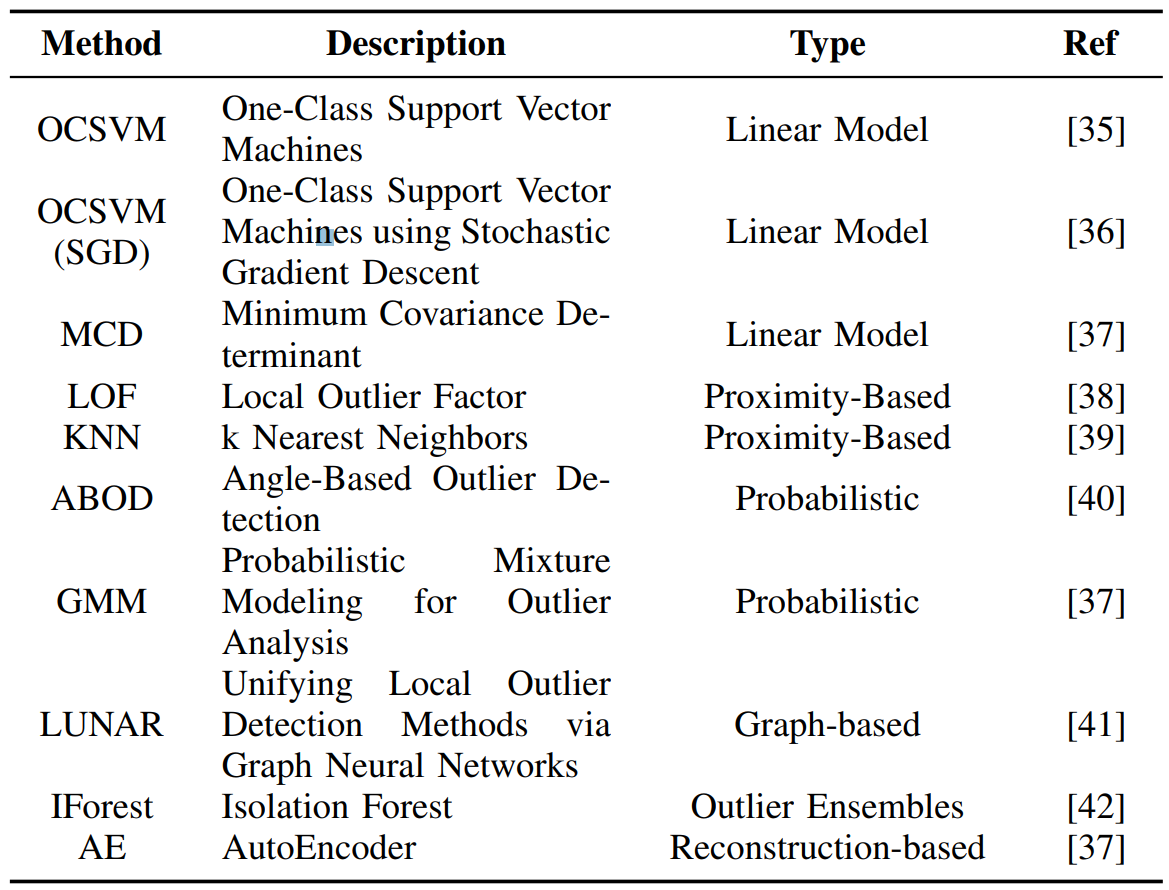 Method Description Type Ref
OCSVM One-Class Support Vector Machines Linear Model [35]
OCSVM (SGD) One-Class Support Vector Machines using Stochastic Gradient Descent Linear Model [36]
MCD Minimum Covariance De-terminant Linear Model [37]
LOF Local Outlier Factor Proximity-Based [38]
KNN k Nearest Neighbors Proximity-Based [39]
ABOD Angle-Based Outlier De-tection Probabilistic [40]
GMM Probabilistic Mixture Modeling for Outlier Analysis Probabilistic [37]
LUNAR Unifying Local Outlier Detection Methods via Graph Neural Networks Graph-based [41]
IForest Isolation Forest Outlier Ensembles [42]
AE AutoEncoder Reconstruction-based [37]